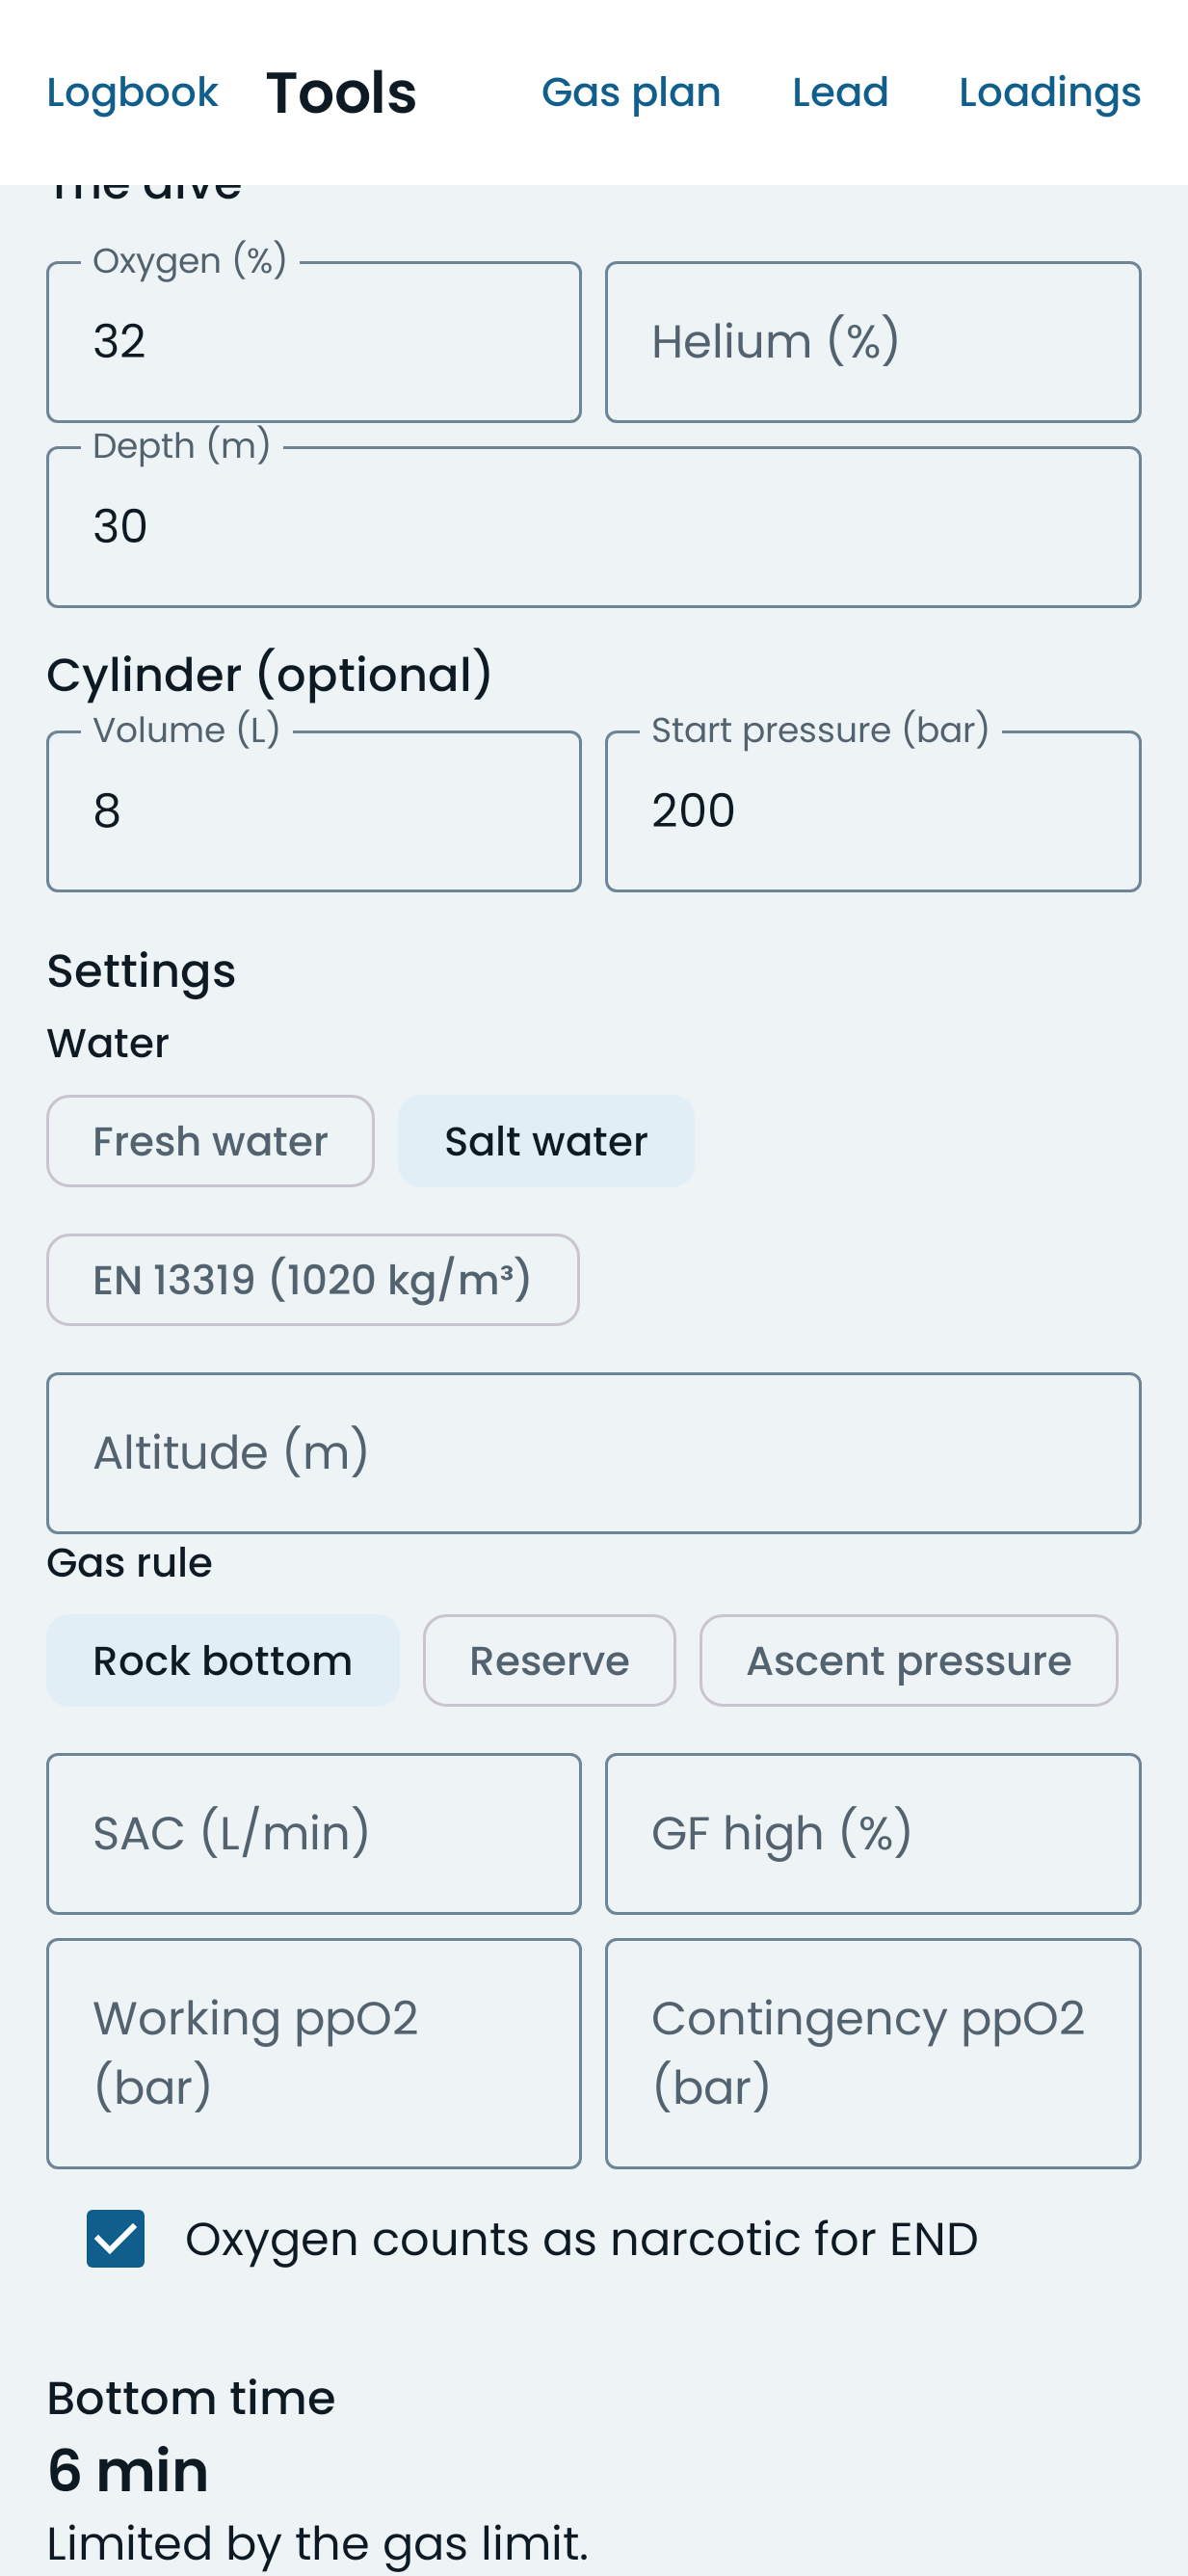 Logbook Tools Gas plan Lead Loadings
The dive
Oxygen (%)
32
Helium (%)
Depth (m)
30
Cylinder (optional)
Volume (L)
8
Start pressure (bar)
200
Settings
Water
Fresh water
Salt water
EN 13319 (1020 kg/m³)
Altitude (m)
Gas rule
Rock bottom
Reserve
Ascent pressure
SAC (L/min)
GF high (%)
Working ppO2
(bar)
Contingency ppO2
(bar)
Oxygen counts as narcotic for END
Bottom time
6 min
Limited by the gas limit.